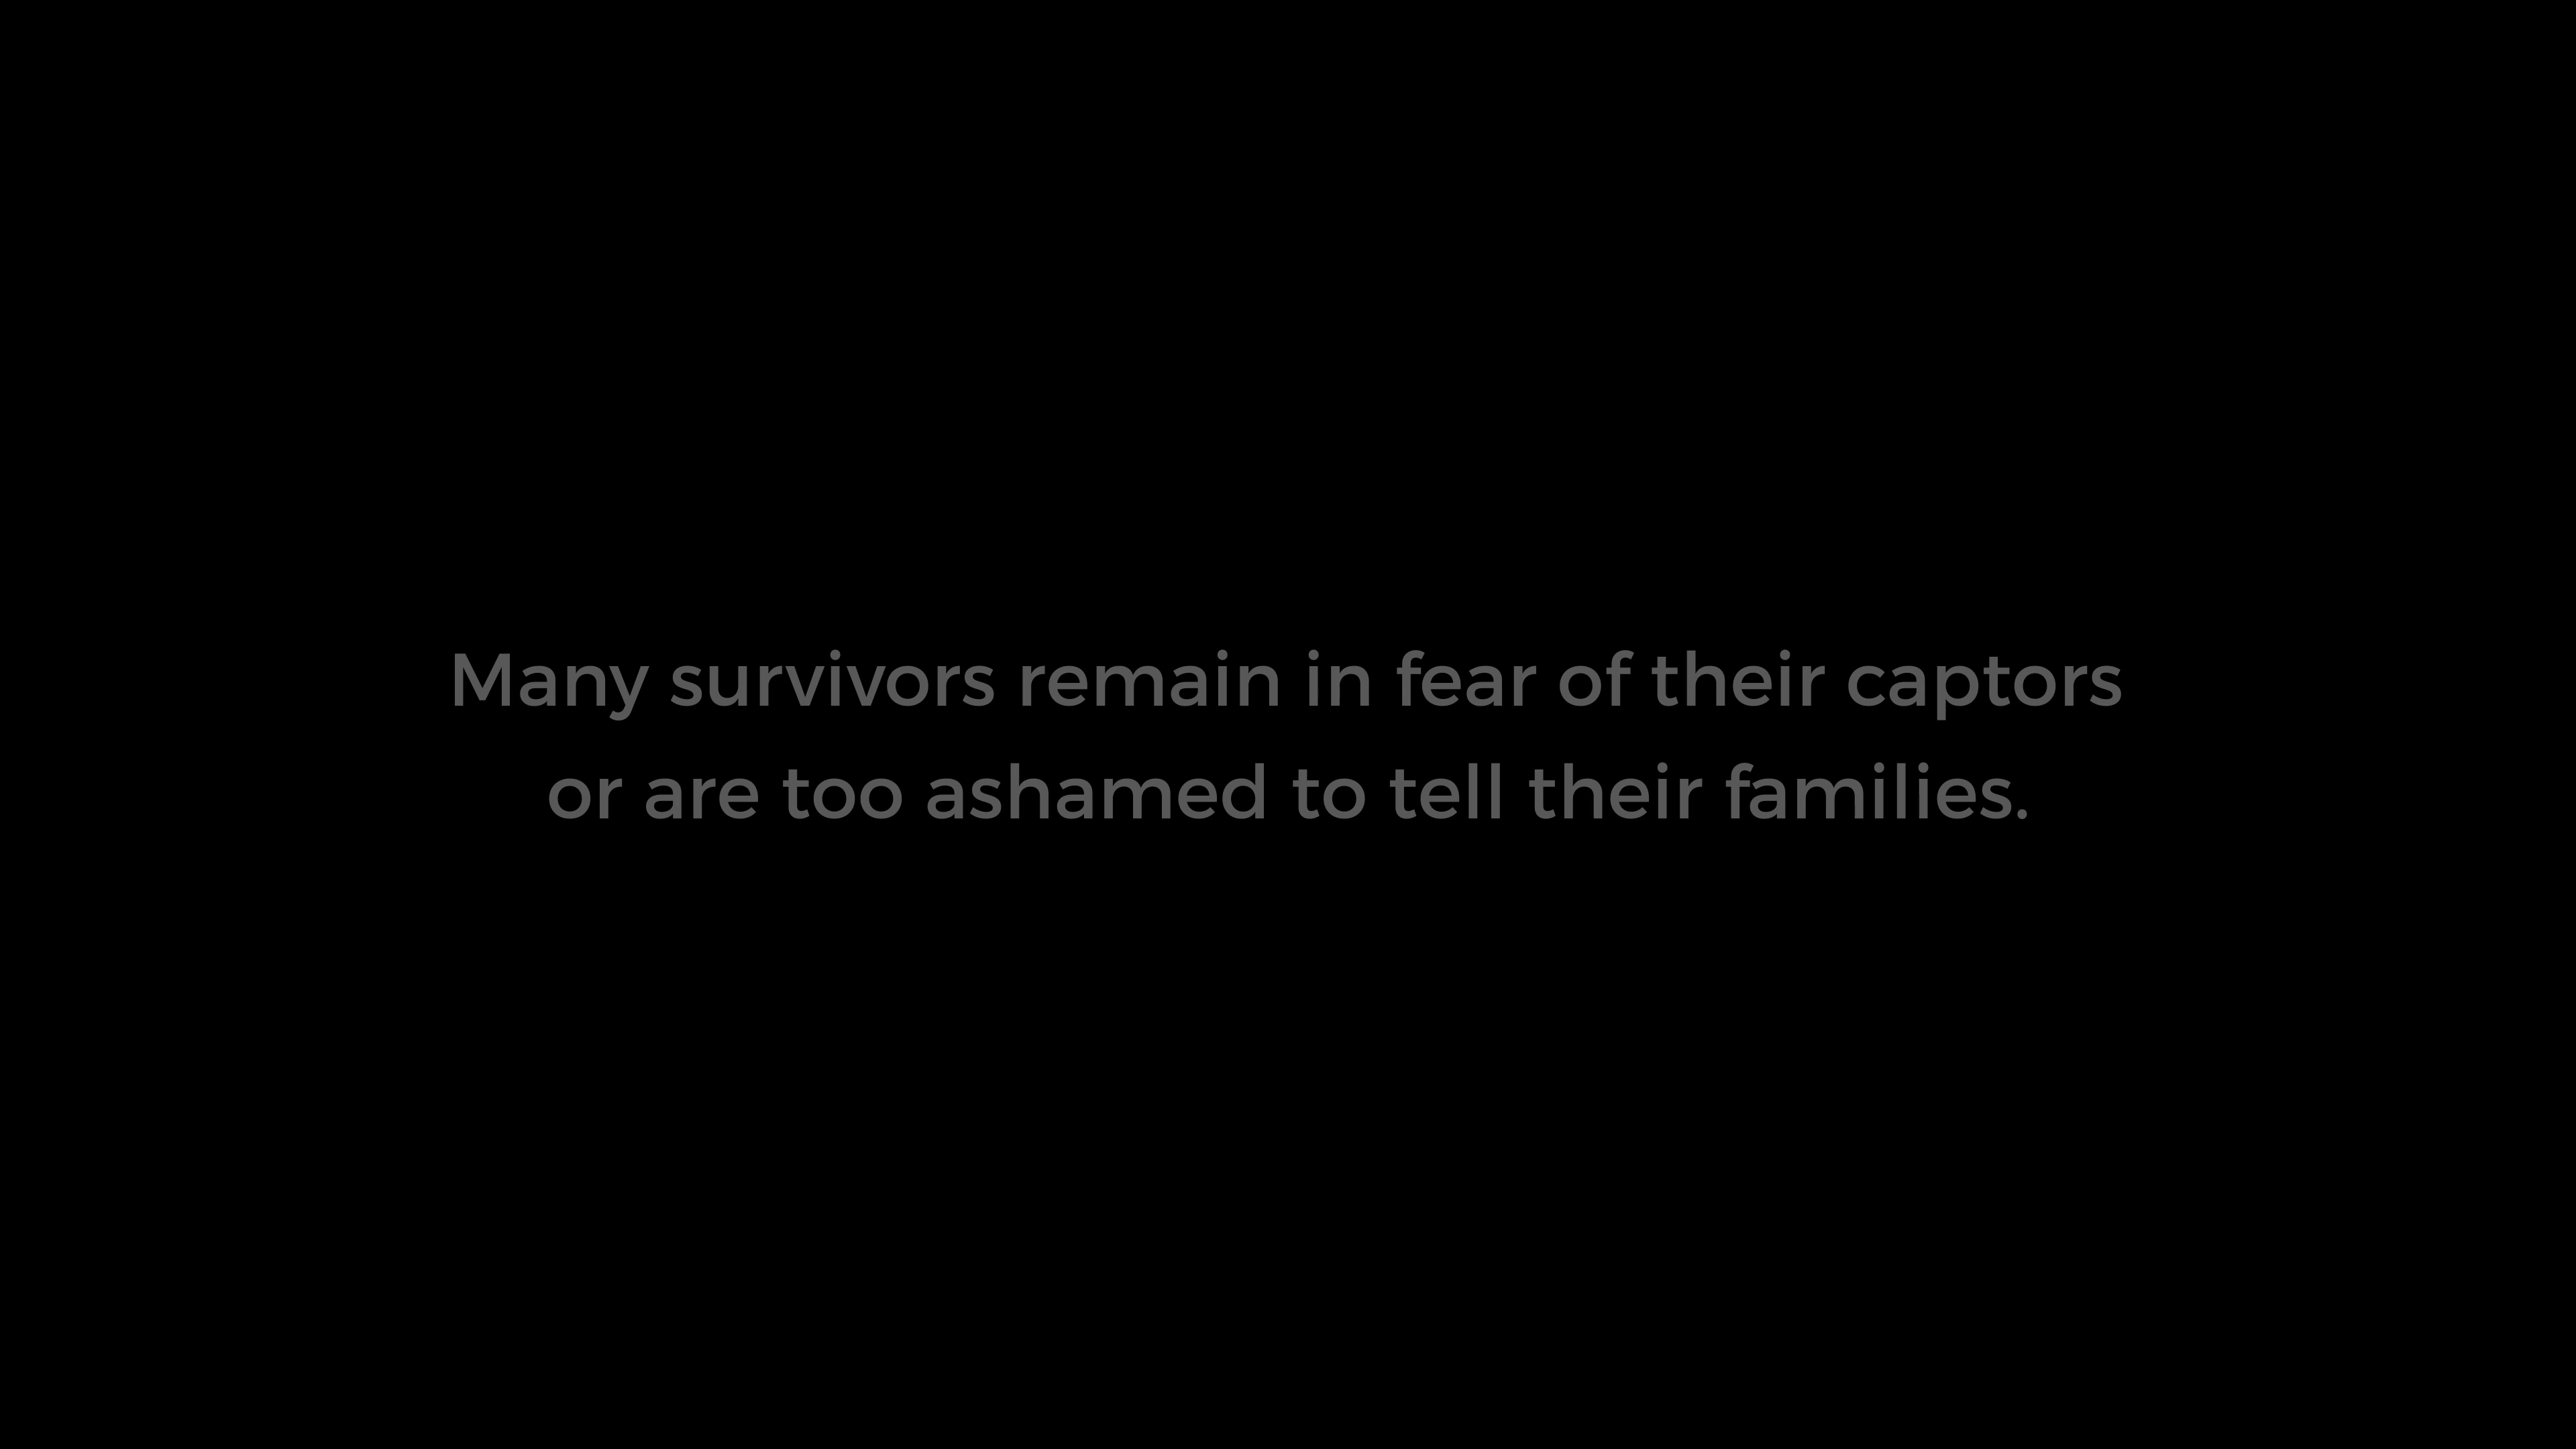 Many survivors remain in fear of their captors
or are too ashamed to tell their families.